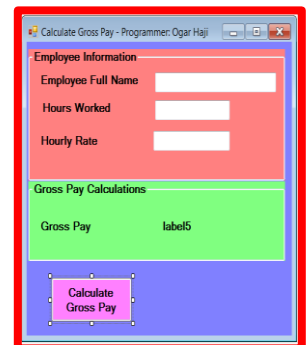 Calculate Gross Pay - Programmer: Ogar Haji
Employee Information
Employee Full Name
Hours Worked
Hourly Rate
Gross Pay Calculations
Gross Pay label5
Calculate
Gross Pay